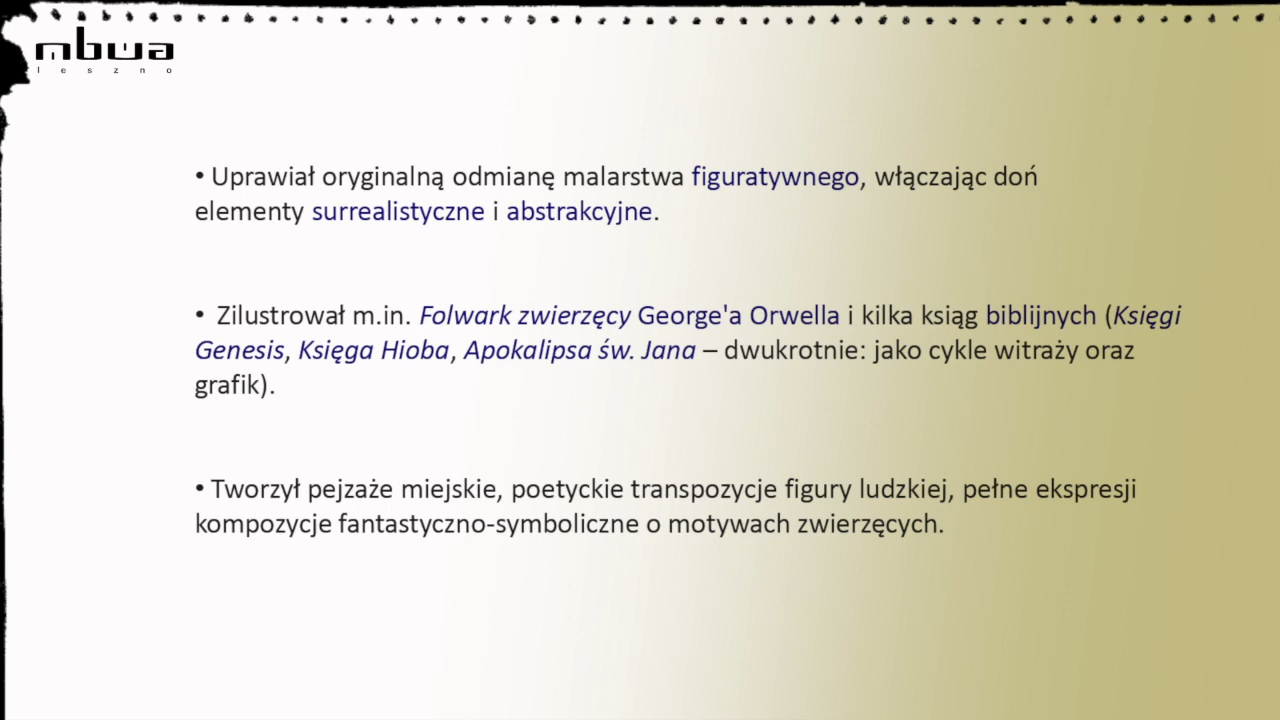 mbwa
leszno
• Uprawiał oryginalną odmianę malarstwa figuratywnego, włączając doń
elementy surrealistyczne i abstrakcyjne.
• Zilustrował m.in. Folwark zwierzęcy George'a Orwella i kilka ksiąg biblijnych (Księgi
Genesis, Księga Hioba, Apokalipsa św. Jana – dwukrotnie: jako cykle witraży oraz
grafik).
• Tworzył pejzaże miejskie, poetyckie transpozycje figury ludzkiej, pełne ekspresji
kompozycje fantastyczno-symboliczne o motywach zwierzęcych.